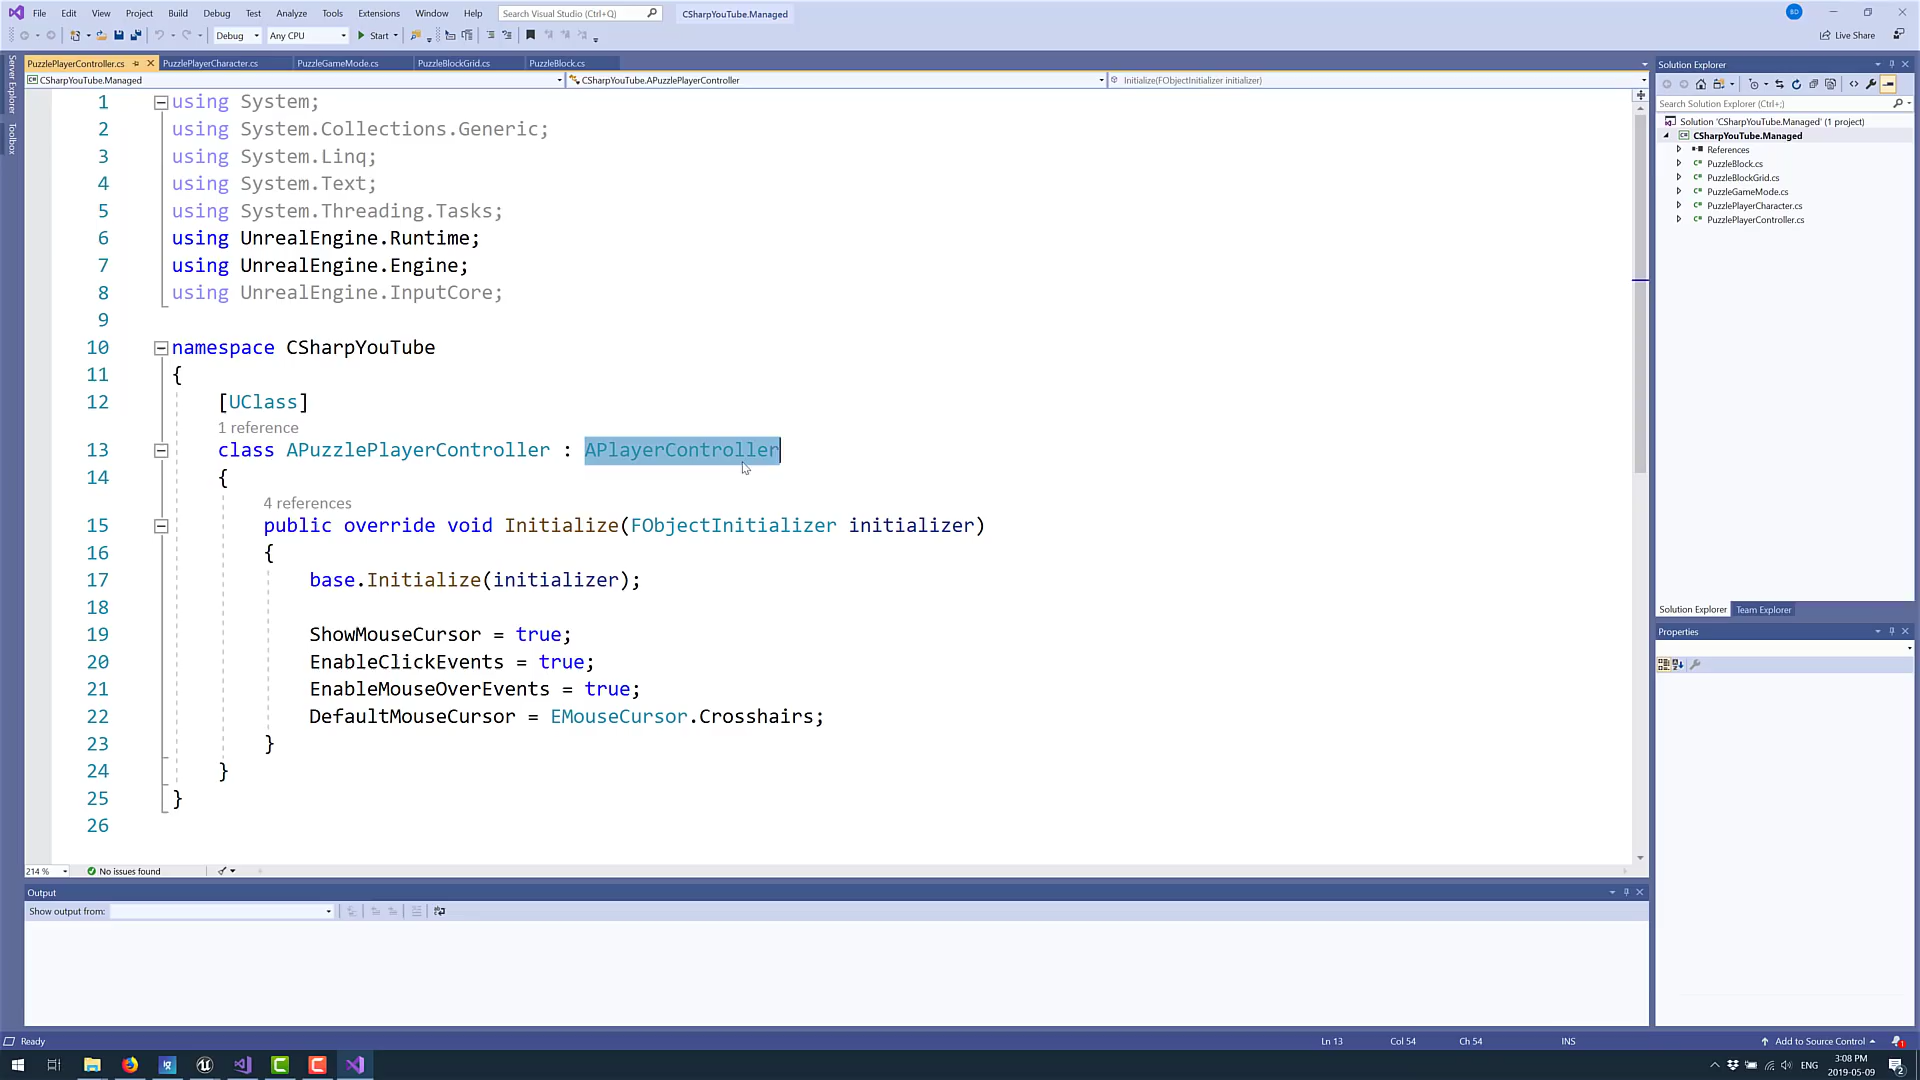 File Edit View Project Build Debug Test Analyze Tools Extensions Window Help Search Visual Studio (Ctrl+Q) CSharpYouTube.Managed BD
Debug Any CPU Start Live Share
PuzzlePlayerController.cs PuzzlePlayerCharacter.cs PuzzleGameMode.cs PuzzleBlockGrid.cs PuzzleBlock.cs
CSharpYouTube.Managed CSharpYouTube.APuzzlePlayerController Initialize(FObjectInitializer initializer)
Server Explorer
Toolbox
1 using System;
2 using System.Collections.Generic;
3 using System.Linq;
4 using System.Text;
5 using System.Threading.Tasks;
6 using UnrealEngine.Runtime;
7 using UnrealEngine.Engine;
8 using UnrealEngine.InputCore;
9
10 namespace CSharpYouTube
11 {
12 [UClass]
1 reference
13 class APuzzlePlayerController : APlayerController
14 {
4 references
15 public override void Initialize(FObjectInitializer initializer)
16 {
17 base.Initialize(initializer);
18
19 ShowMouseCursor = true;
20 EnableClickEvents = true;
21 EnableMouseOverEvents = true;
22 DefaultMouseCursor = EMouseCursor.Crosshairs;
23 }
24 }
25 }
26
214 % No issues found
Output
Show output from:
Solution Explorer
Search Solution Explorer (Ctrl+;)
Solution 'CSharpYouTube.Managed' (1 project)
CSharpYouTube.Managed
References
PuzzleBlock.cs
PuzzleBlockGrid.cs
PuzzleGameMode.cs
PuzzlePlayerCharacter.cs
PuzzlePlayerController.cs
Solution Explorer Team Explorer
Properties
Ready Ln 13 Col 54 Ch 54 INS Add to Source Control 1
ENG 3:08 PM
2019-05-09 2